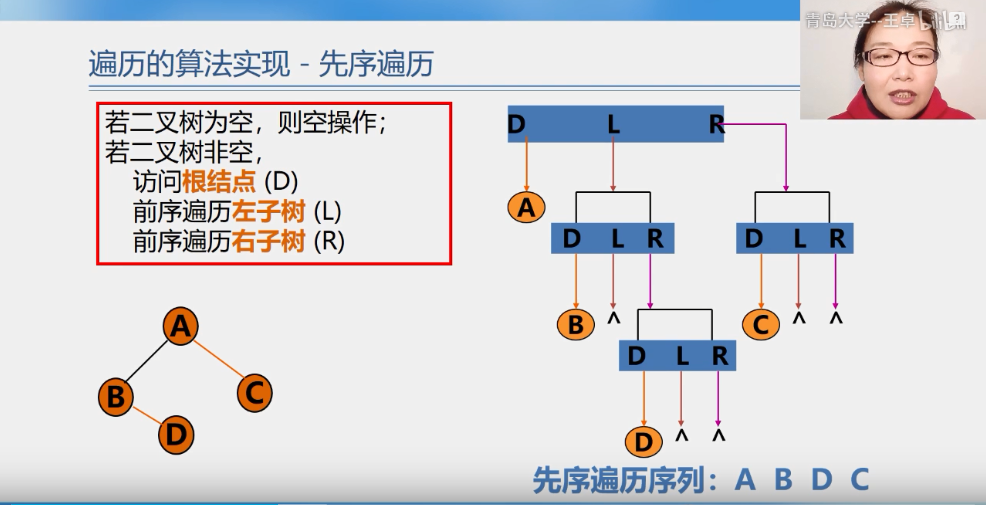 青岛大学--王卓
遍历的算法实现 - 先序遍历
若二叉树为空，则空操作；
若二叉树非空，
访问根结点 (D)
前序遍历左子树 (L)
前序遍历右子树 (R)
D L R
A
D L R
D L R
B ^
C ^ ^
D L R
D ^ ^
A
B
C
D
先序遍历序列：A B D C